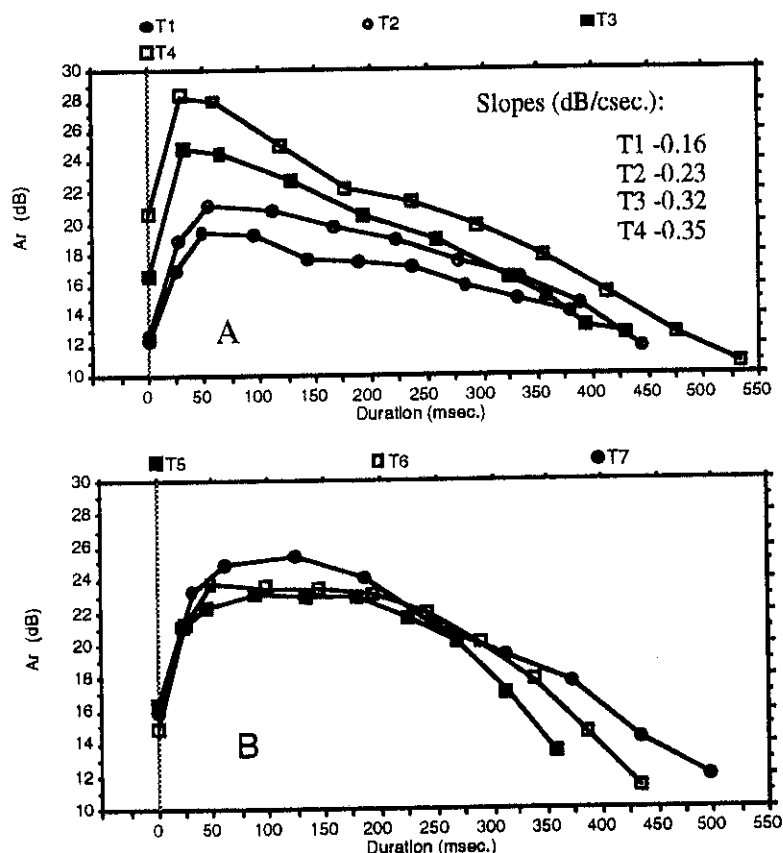 T1 T2 T3
T4
30
28
26
24
22
20
18
16
14
12
10
Ar (dB)
Slopes (dB/csec.):
T1 -0.16
T2 -0.23
T3 -0.32
T4 -0.35
A
0 50 100 150 200 250 300 350 400 450 500 550
Duration (msec.)
T5 T6 T7
30
28
26
24
22
20
18
16
14
12
10
Ar (dB)
B
0 50 100 150 200 250 300 350 400 450 500 550
Duration (msec.)